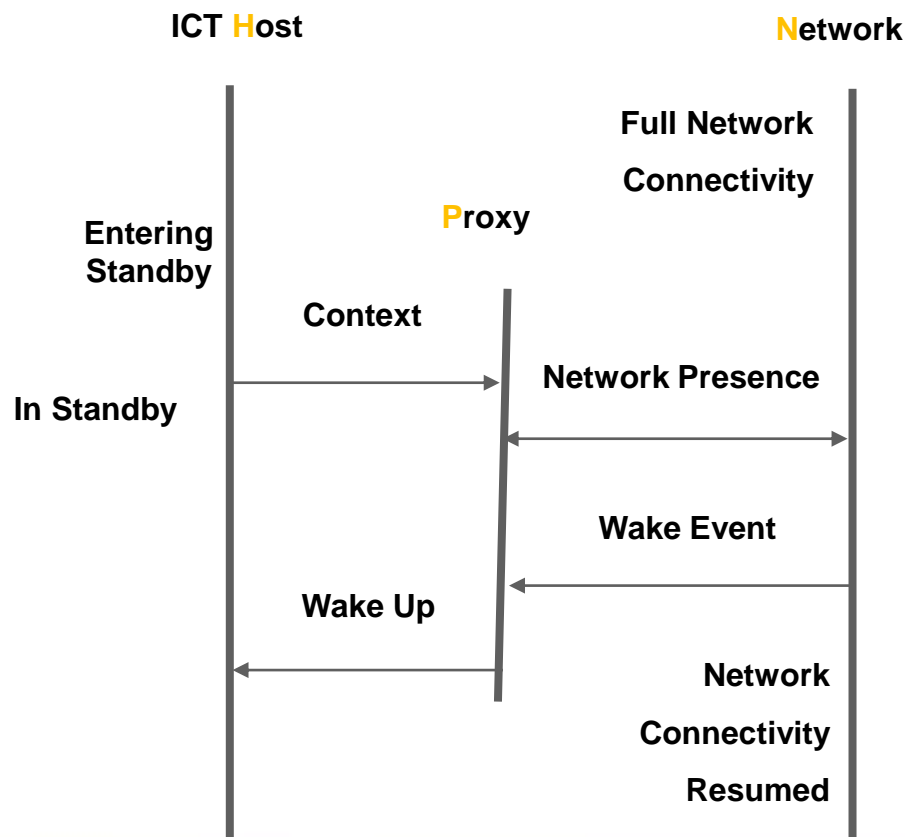 ICT Host
Network
Full Network
Connectivity
Proxy
Entering
Standby
Context
Network Presence
In Standby
Wake Event
Wake Up
Network
Connectivity
Resumed